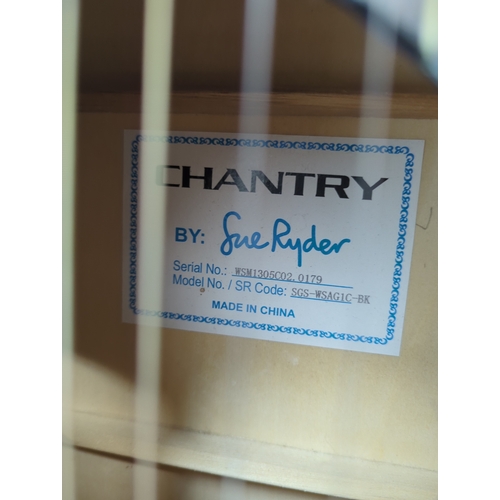 CHANTRY
BY: Sue Ryder
Serial No.: WSM1305C02.0179
Model No. / SR Code: SGS-WSAG1C-BK
MADE IN CHINA